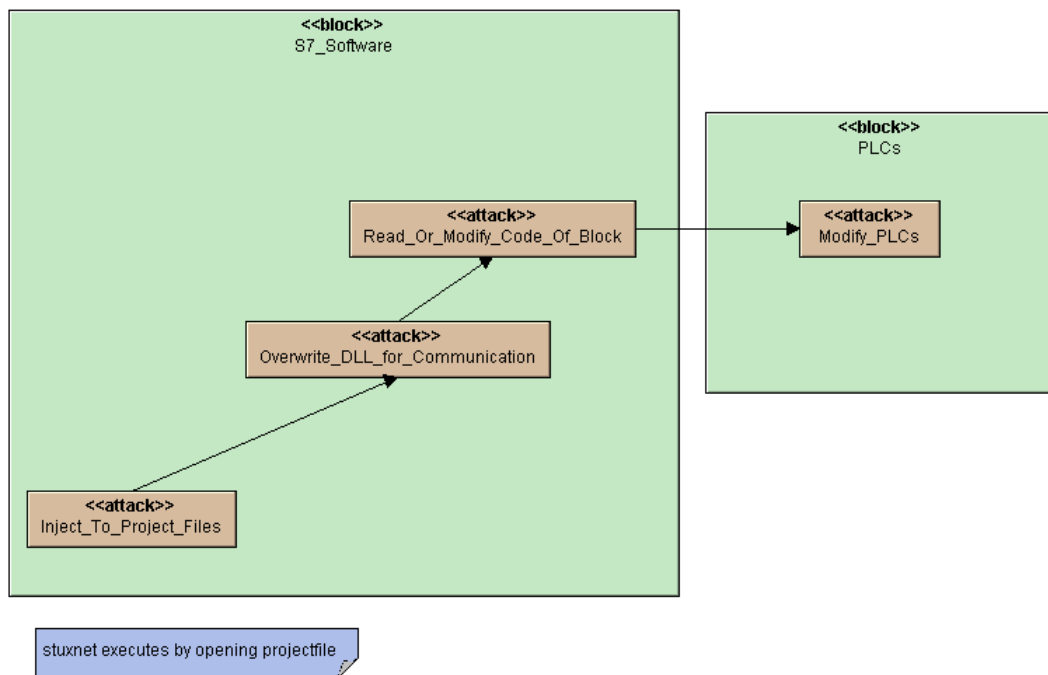 <<block>>
S7_Software
<<block>>
PLCs
<<attack>>
Read_Or_Modify_Code_Of_Block
<<attack>>
Modify_PLCs
<<attack>>
Overwrite_DLL_for_Communication
<<attack>>
Inject_To_Project_Files
stuxnet executes by opening projectfile